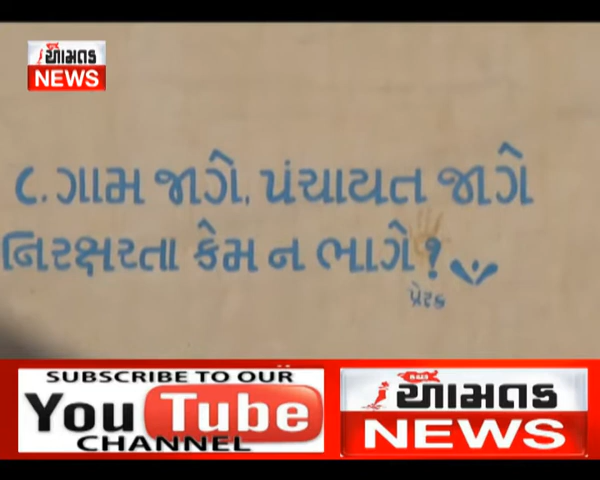 આમતક
NEWS
૮. ગામ જાગે, પંચાયત જાગે
નિરક્ષરતા કેમ ન ભાગે?
પ્રેરક
SUBSCRIBE TO OUR
YouTube
CHANNEL
આમતક
NEWS